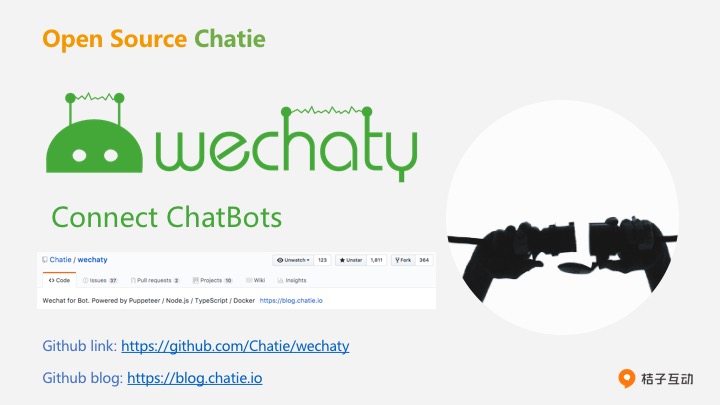 Open Source Chatie
wechaty
Connect ChatBots
Chatie / wechaty
Unwatch 123 Unstar 1,811 Fork 364
Code Issues 37 Pull requests 2 Projects 10 Wiki Insights
Wechat for Bot. Powered by Puppeteer / Node.js / TypeScript / Docker https://blog.chatie.io
Github link: https://github.com/Chatie/wechaty
Github blog: https://blog.chatie.io
桔子互动